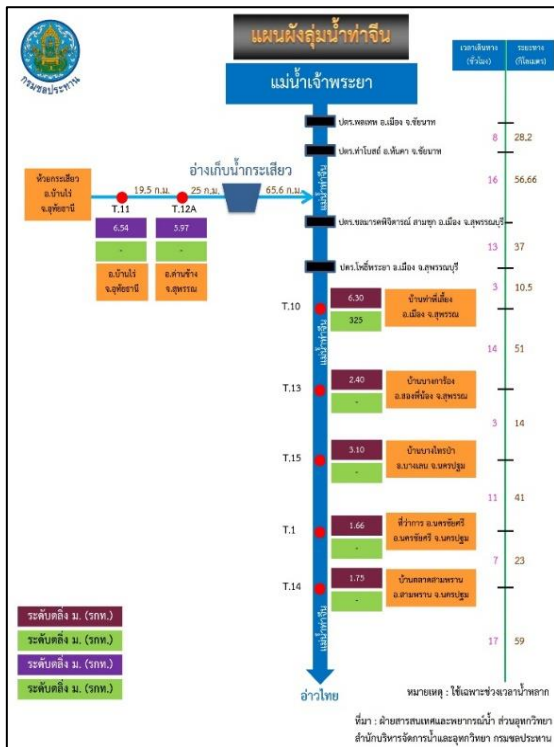 แผนผังลุ่มน้ำท่าจีน
กรมชลประทาน
แม่น้ำเจ้าพระยา
เวลาเดินทาง
(ชั่วโมง)
ระยะทาง
(กิโลเมตร)
ปตร.พลเทพ อ.เมือง จ.ชัยนาท
8 28.2
ปตร.ท่าโบสถ์ อ.หันคา จ.ชัยนาท
อ่างเก็บน้ำกระเสียว
ห้วยกระเสียว
อ.บ้านไร่
จ.อุทัยธานี
19.5 ก.ม.
25 ก.ม.
65.6 ก.ม.
แม่น้ำท่าจีน
16 56,66
T.11
T.12A
6.54
5.97
-
-
อ.บ้านไร่
จ.อุทัยธานี
อ.ด่านช้าง
จ.สุพรรณ
ปตร.ชลมารคพิจารณ์ สามชุก อ.เมือง จ.สุพรรณบุรี
13 37
ปตร.โพธิ์พระยา อ.เมือง จ.สุพรรณบุรี
3 10.5
T.10
6.30
325
บ้านท่าพี่เลี้ยง
อ.เมือง จ.สุพรรณ
แม่น้ำท่าจีน
14 51
T.13
2.40
-
บ้านบางการ้อง
อ.สองพี่น้อง จ.สุพรรณ
3 14
T.15
3.10
-
บ้านบางไทรป่า
อ.บางเลน จ.นครปฐม
11 41
T.1
1.66
-
ที่ว่าการ อ.นครชัยศรี
อ.นครชัยศรี จ.นครปฐม
7 23
T.14
1.75
-
บ้านตลาดสามพราน
อ.สามพราน จ.นครปฐม
แม่น้ำท่าจีน
17 59
ระดับตลิ่ง ม. (รทก.)
ระดับตลิ่ง ม. (รทก.)
ระดับตลิ่ง ม. (รทก.)
ระดับตลิ่ง ม. (รทก.)
อ่าวไทย
หมายเหตุ : ใช้เฉพาะช่วงเวลาน้ำหลาก
ที่มา : ฝ่ายสารสนเทศและพยากรณ์น้ำ ส่วนอุทกวิทยา
สำนักบริหารจัดการน้ำและอุทกวิทยา กรมชลประทาน